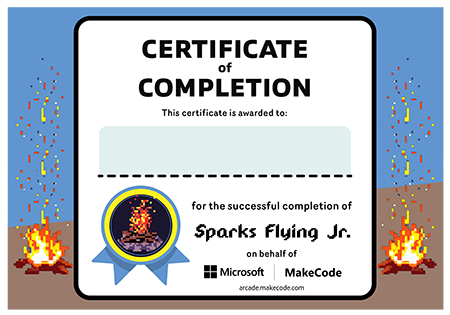 CERTIFICATE
of
COMPLETION
This certificate is awarded to:
for the successful completion of
Sparks Flying Jr.
on behalf of
Microsoft | MakeCode
arcade.makecode.com